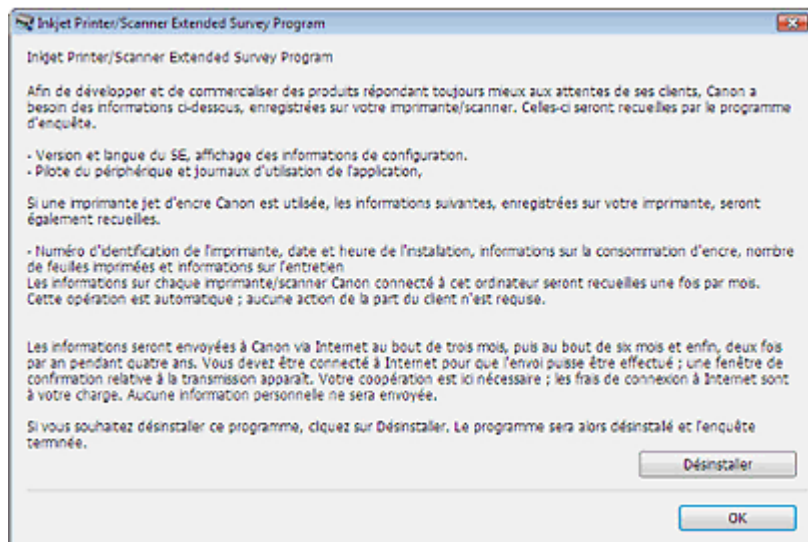 Inkjet Printer/Scanner Extended Survey Program
Inkjet Printer/Scanner Extended Survey Program
Afin de développer et de commercialiser des produits répondant toujours mieux aux attentes de ses clients, Canon a
besoin des informations ci-dessous, enregistrées sur votre imprimante/scanner. Celles-ci seront recueillies par le programme
d'enquête.
- Version et langue du SE, affichage des informations de configuration.
- Pilote du périphérique et journaux d'utilisation de l'application,
Si une imprimante jet d'encre Canon est utilisée, les informations suivantes, enregistrées sur votre imprimante, seront
également recueillies.
- Numéro d'identification de l'imprimante, date et heure de l'installation, informations sur la consommation d'encre, nombre
de feuilles imprimées et informations sur l'entretien
Les informations sur chaque imprimante/scanner Canon connecté à cet ordinateur seront recueillies une fois par mois.
Cette opération est automatique ; aucune action de la part du client n'est requise.
Les informations seront envoyées à Canon via Internet au bout de trois mois, puis au bout de six mois et enfin, deux fois
par an pendant quatre ans. Vous devez être connecté à Internet pour que l'envoi puisse être effectué ; une fenêtre de
confirmation relative à la transmission apparaît. Votre coopération est ici nécessaire ; les frais de connexion à Internet sont
à votre charge. Aucune information personnelle ne sera envoyée.
Si vous souhaitez désinstaller ce programme, cliquez sur Désinstaller. Le programme sera alors désinstallé et l'enquête
terminée.
Désinstaller
OK